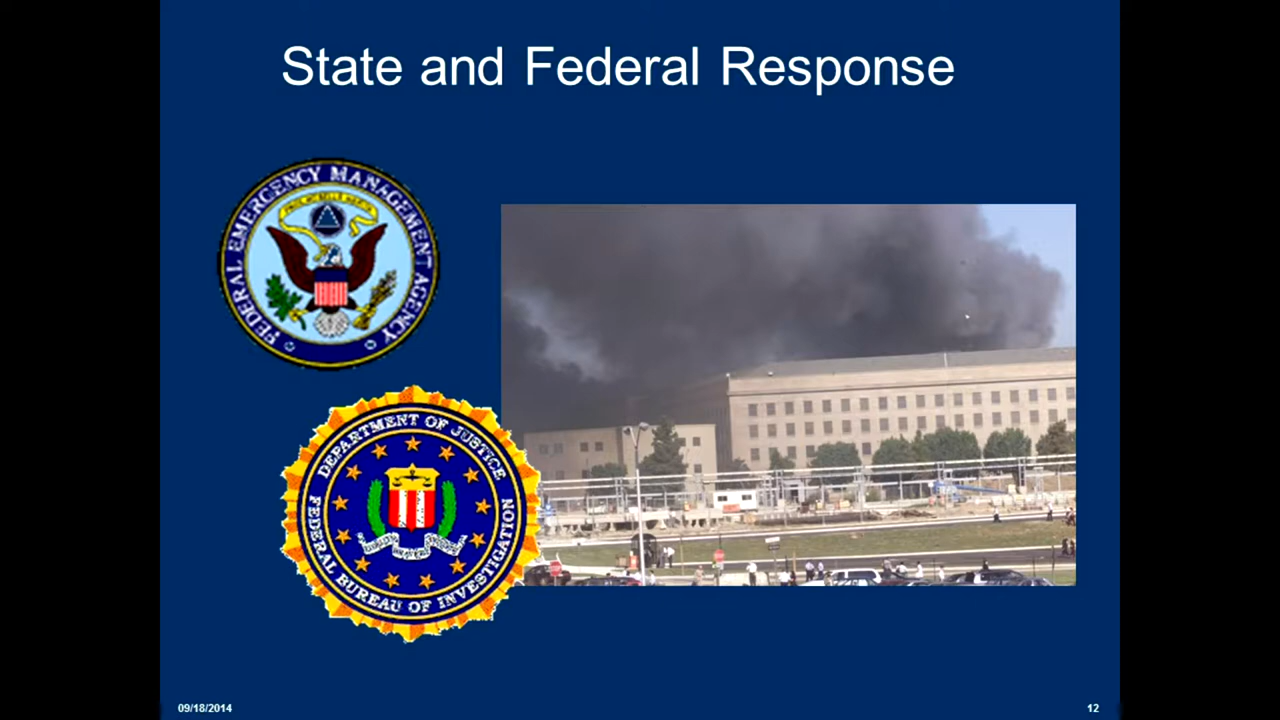 State and Federal Response
FEDERAL EMERGENCY MANAGEMENT AGENCY
DEPARTMENT OF JUSTICE
FEDERAL BUREAU OF INVESTIGATION
09/18/2014
12